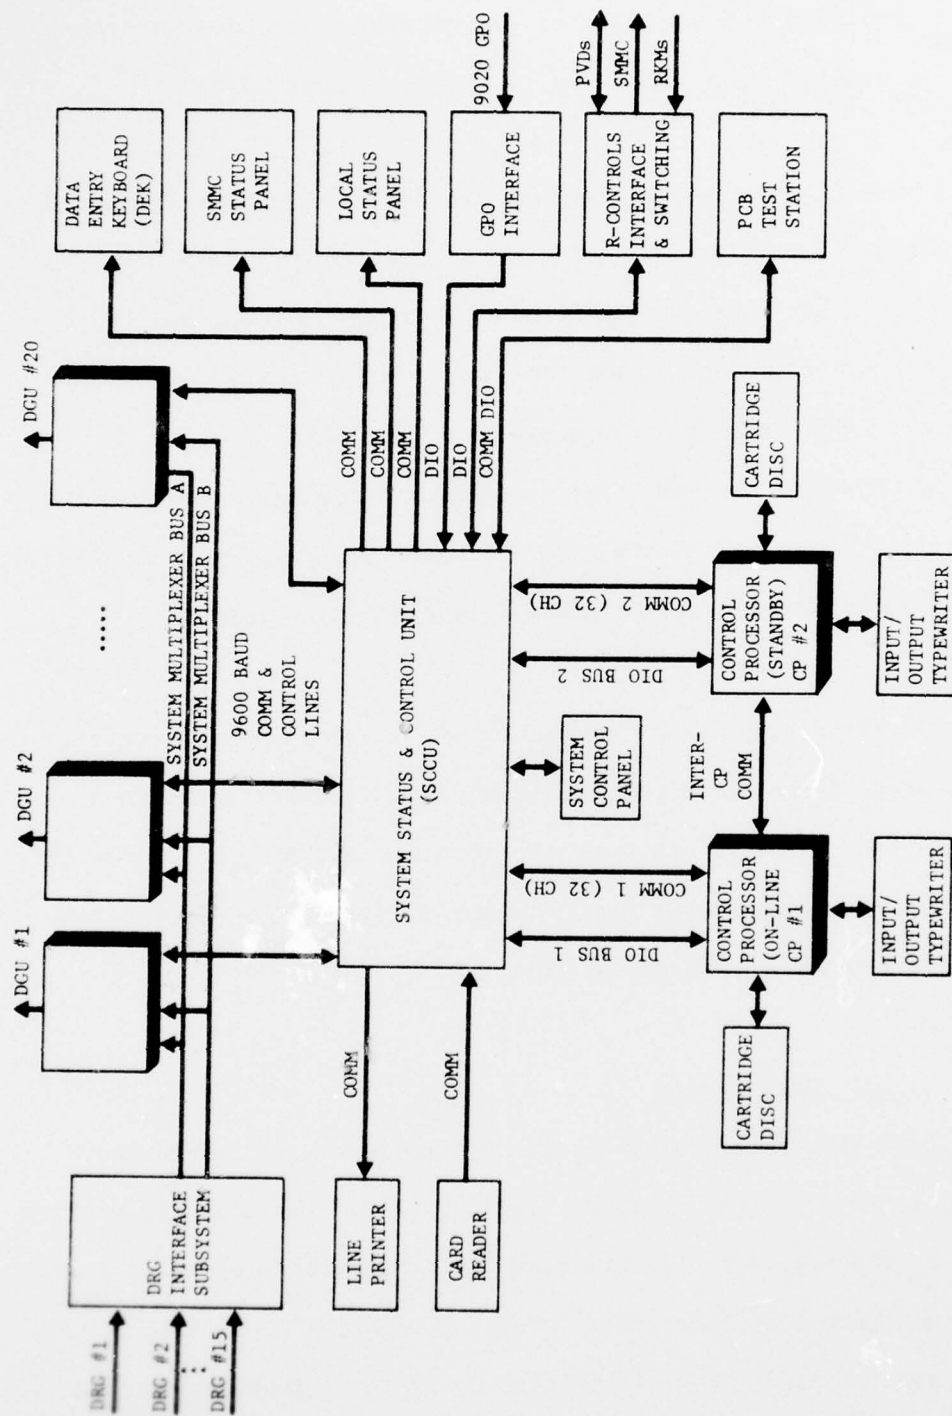 DRG #1
DRG #2
DRG #15
DRG
INTERFACE
SUBSYSTEM
DGU #1
DGU #2
.....
DGU #20
SYSTEM MULTIPLEXER BUS A
SYSTEM MULTIPLEXER BUS B
9600 BAUD
COMM &
CONTROL
LINES
DATA
ENTRY
KEYBOARD
(DEK)
SMMC
STATUS
PANEL
LOCAL
STATUS
PANEL
9020 GPO
GPO
INTERFACE
PVDs
SMMC
RKMs
R-CONTROLS
INTERFACE
& SWITCHING
PCB
TEST
STATION
COMM
COMM
COMM
DIO
DIO
COMM DIO
LINE
PRINTER
COMM
CARD
READER
COMM
SYSTEM STATUS & CONTROL UNIT
(SCCU)
DIO BUS 1
COMM 1 (32 CH)
SYSTEM
CONTROL
PANEL
DIO BUS 2
COMM 2 (32 CH)
CARTRIDGE
DISC
CONTROL
PROCESSOR
(ON-LINE
CP #1
INTER-
CP
COMM
CONTROL
PROCESSOR
(STANDBY)
CP #2
CARTRIDGE
DISC
INPUT/
OUTPUT
TYPEWRITER
INPUT/
OUTPUT
TYPEWRITER